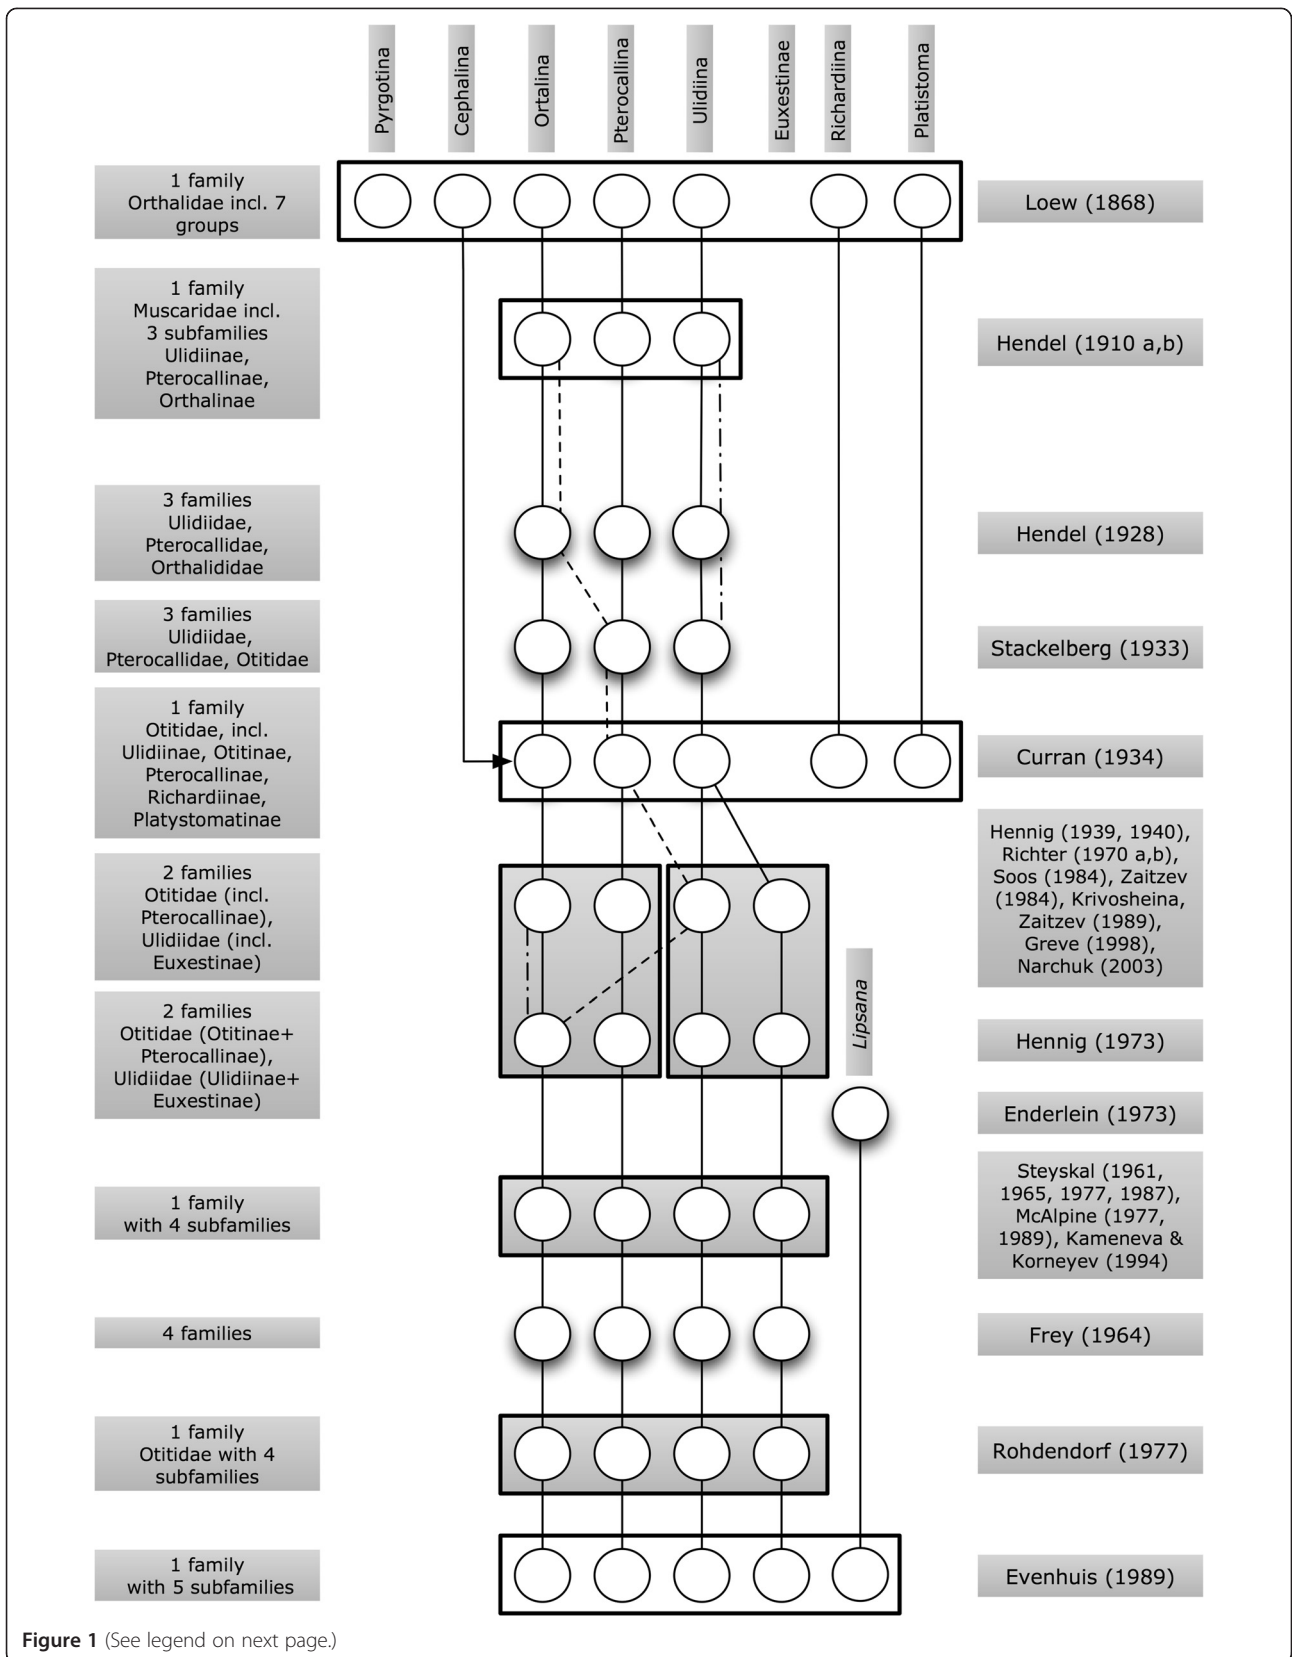 Pyrgotina
Cephalina
Ortalina
Pterocallina
Ulidiina
Euxestinae
Richardiina
Platistoma
1 family
Orthalidae incl. 7
groups
Loew (1868)
1 family
Muscaridae incl.
3 subfamilies
Ulidiinae,
Pterocallinae,
Orthalinae
Hendel (1910 a,b)
3 families
Ulidiidae,
Pterocallidae,
Orthalididae
Hendel (1928)
3 families
Ulidiidae,
Pterocallidae, Otitidae
Stackelberg (1933)
1 family
Otitidae, incl.
Ulidiinae, Otitinae,
Pterocallinae,
Richardiinae,
Platystomatinae
Curran (1934)
2 families
Otitidae (incl.
Pterocallinae),
Ulidiidae (incl.
Euxestinae)
Hennig (1939, 1940),
Richter (1970 a,b),
Soos (1984), Zaitzev
(1984), Krivosheina,
Zaitzev (1989),
Greve (1998),
Narchuk (2003)
Lipsana
2 families
Otitidae (Otitinae+
Pterocallinae),
Ulidiidae (Ulidiinae+
Euxestinae)
Hennig (1973)
Enderlein (1973)
1 family
with 4 subfamilies
Steyskal (1961,
1965, 1977, 1987),
McAlpine (1977,
1989), Kameneva &
Korneyev (1994)
4 families
Frey (1964)
1 family
Otitidae with 4
subfamilies
Rohdendorf (1977)
1 family
with 5 subfamilies
Evenhuis (1989)
Figure 1 (See legend on next page.)